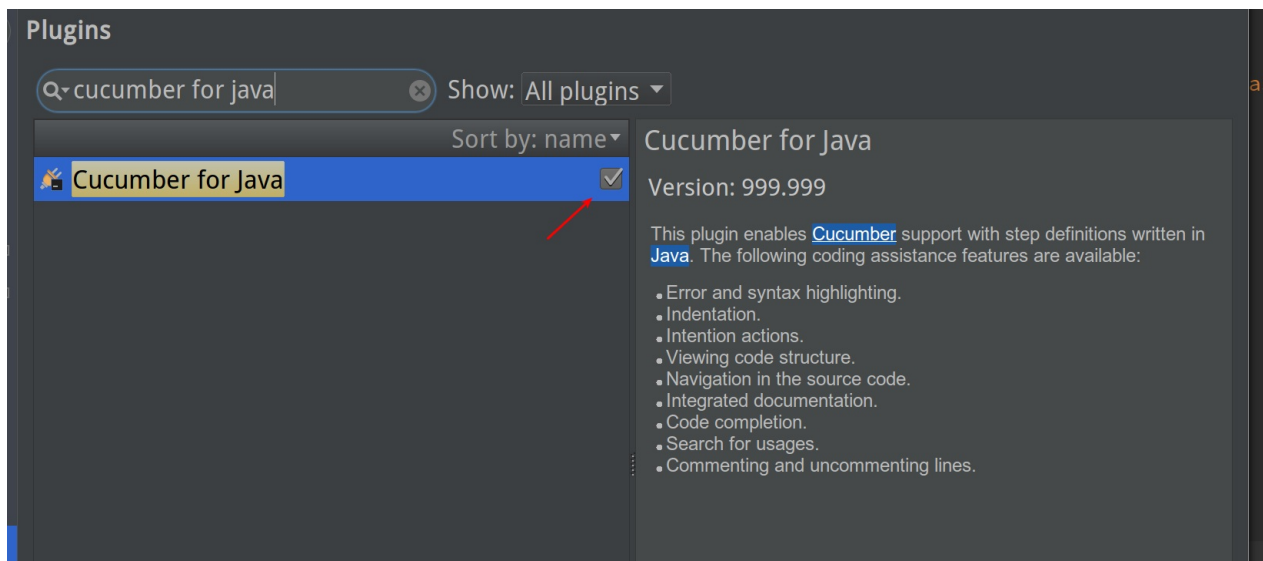 Plugins
cucumber for java
Show: All plugins
Sort by: name
Cucumber for Java
Cucumber for Java
Version: 999.999
This plugin enables Cucumber support with step definitions written in
Java. The following coding assistance features are available:
Error and syntax highlighting.
Indentation.
Intention actions.
Viewing code structure.
Navigation in the source code.
Integrated documentation.
Code completion.
Search for usages.
Commenting and uncommenting lines.
a